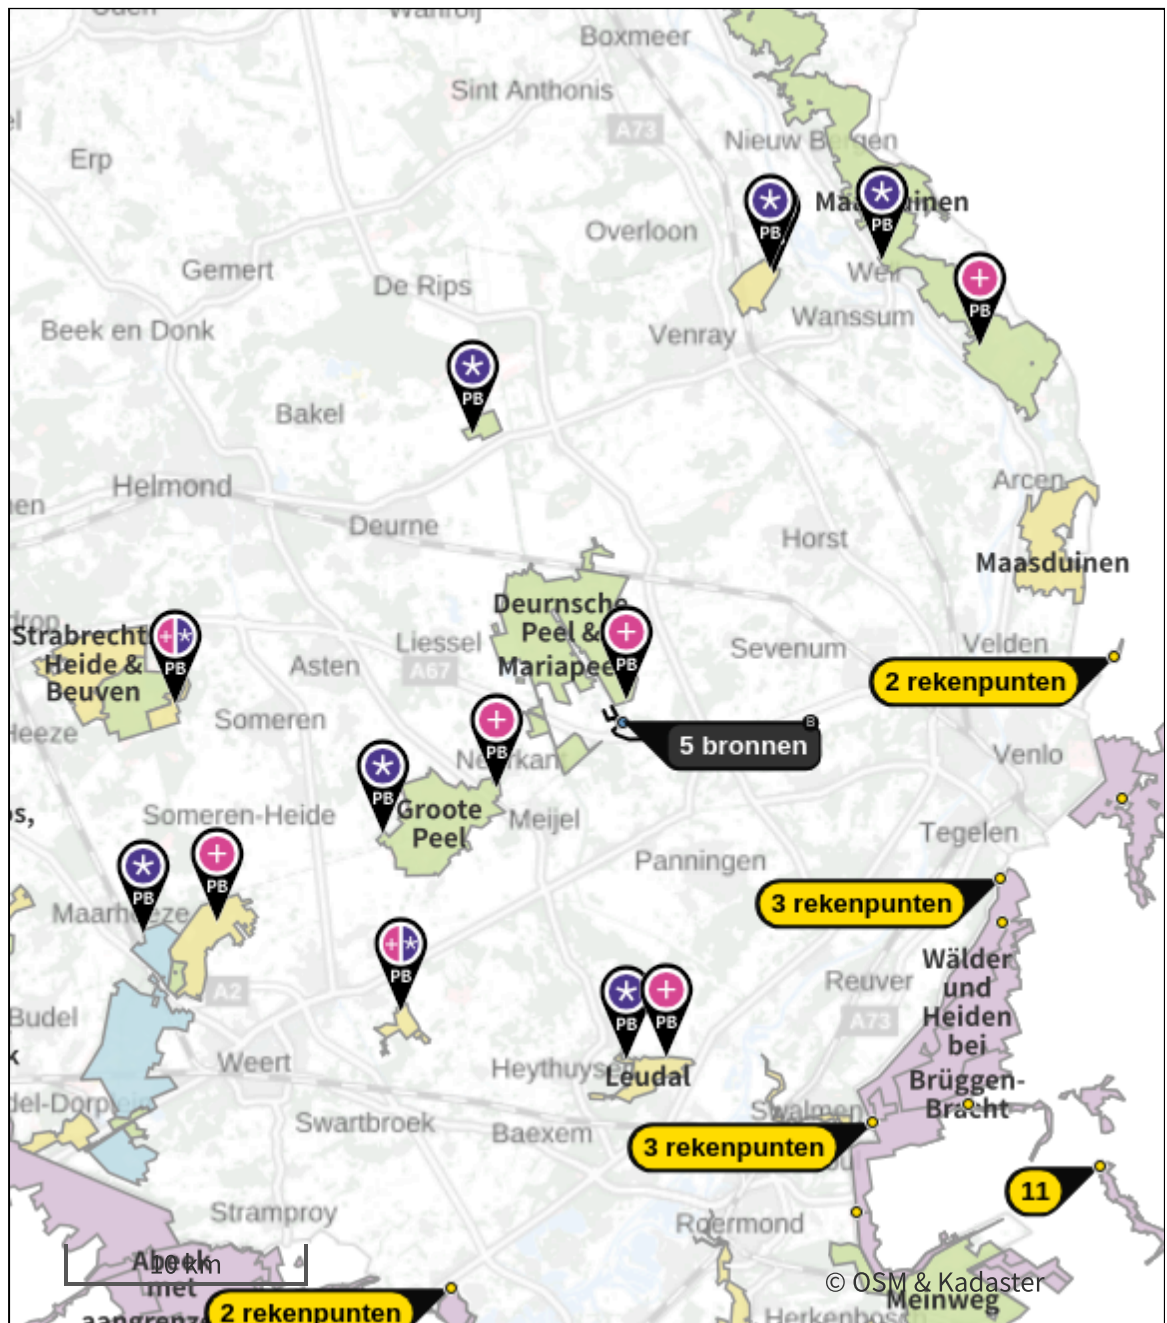 Boxmeer
Sint Anthonis
A73
Nieuw Bergen
Erp
PB
PB
Overloon
Gemert
De Rips
Wanssum
PB
Beek en Donk
Venray
PB
Bakel
Helmond
Arcen
Deurne
Horst
Maasduinen
Deurnsche
Peel &
PB
Strabrecht
Heide &
Beuven
PB
Liessel
A67
Asten
Sevenum
Velden
2 rekenpunten
Someren
PB
5 bronnen
B
Venlo
PB
Groote
Peel
Meijel
Someren-Heide
Tegelen
Panningen
PB
PB
3 rekenpunten
PB
Wälder
und
Heiden
bei
Brüggen-
Bracht
Reuver
A73
A2
PB
PB
Budel
Weert
Leudal
Swalmen
Swartbroek
Baexem
3 rekenpunten
11
Stramproy
Roermond
10 km
met
© OSM & Kadaster
Meinweg
2 rekenpunten